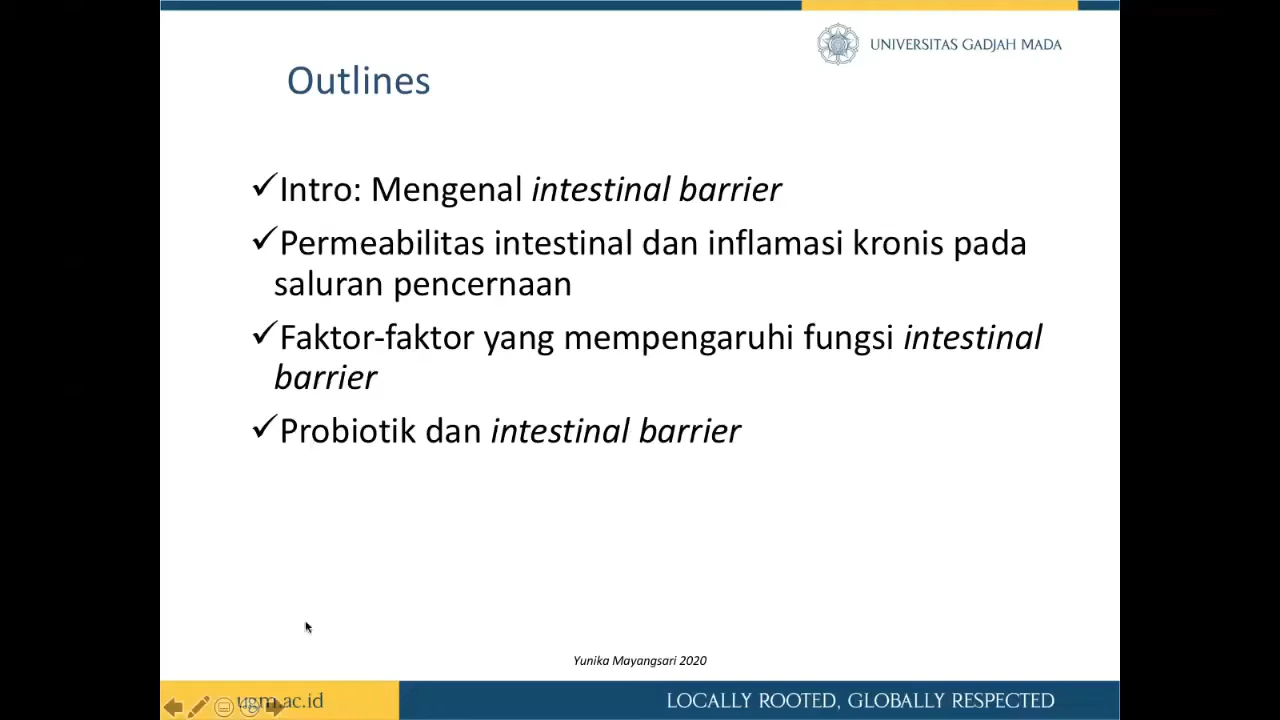 UNIVERSITAS GADJAH MADA
Outlines
✓Intro: Mengenal intestinal barrier
✓Permeabilitas intestinal dan inflamasi kronis pada
saluran pencernaan
✓Faktor-faktor yang mempengaruhi fungsi intestinal
barrier
✓Probiotik dan intestinal barrier
Yunika Mayangsari 2020
ugm.ac.id
LOCALLY ROOTED, GLOBALLY RESPECTED